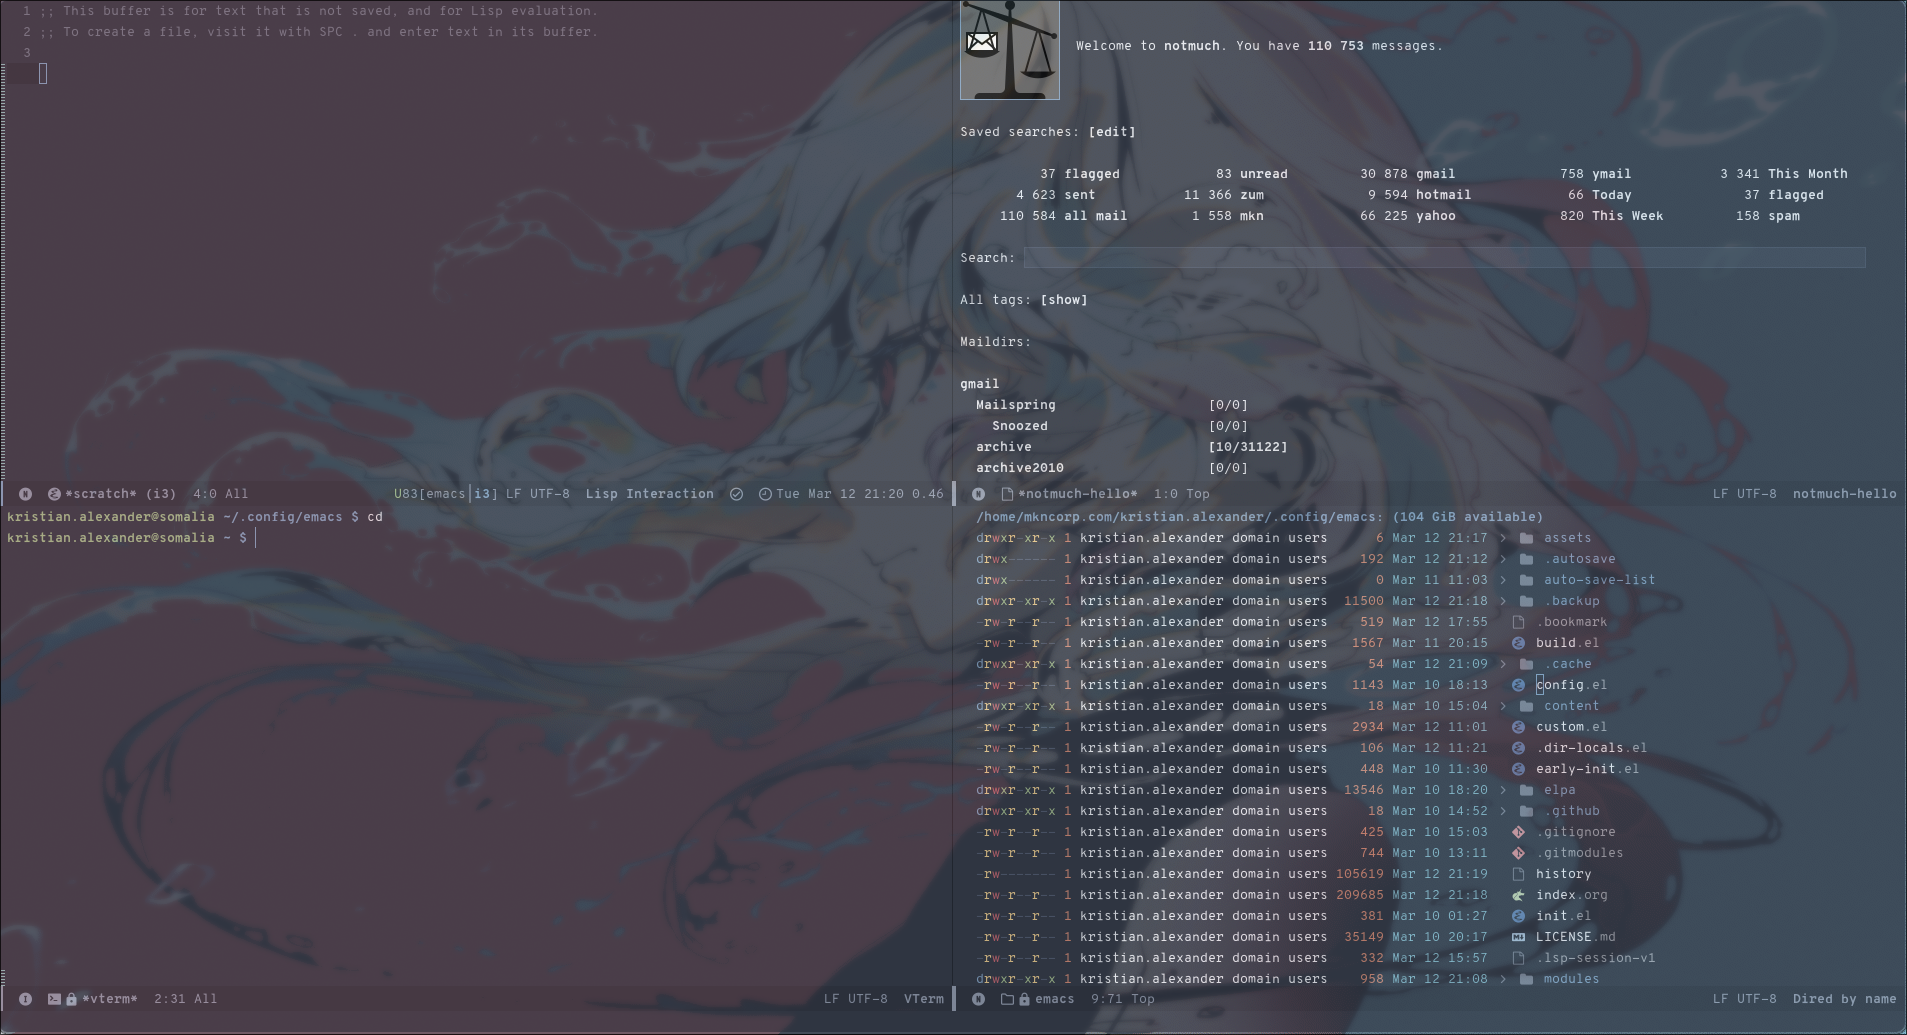 1 ;; This buffer is for text that is not saved, and for Lisp evaluation.
2 ;; To create a file, visit it with SPC . and enter text in its buffer.
3
*scratch* (i3) 4:0 All U83[emacs|i3] LF UTF-8 Lisp Interaction Tue Mar 12 21:20 0.46
kristian.alexander@somalia ~/.config/emacs $ cd
kristian.alexander@somalia ~ $
*vterm* 2:31 All LF UTF-8 VTerm
Welcome to notmuch. You have 110 753 messages.
Saved searches: [edit]
37 flagged 83 unread 30 878 gmail 758 ymail 3 341 This Month
4 623 sent 11 366 zum 9 594 hotmail 66 Today 37 flagged
110 584 all mail 1 558 mkn 66 225 yahoo 820 This Week 158 spam
Search:
All tags: [show]
Maildirs:
gmail
Mailspring [0/0]
Snoozed [0/0]
archive [10/31122]
archive2010 [0/0]
*notmuch-hello* 1:0 Top LF UTF-8 notmuch-hello
/home/mkncorp.com/kristian.alexander/.config/emacs: (104 GiB available)
drwxr-xr-x 1 kristian.alexander domain users 6 Mar 12 21:17 > assets
drwx------ 1 kristian.alexander domain users 192 Mar 12 21:12 > .autosave
drwx------ 1 kristian.alexander domain users 0 Mar 11 11:03 > auto-save-list
drwxr-xr-x 1 kristian.alexander domain users 11500 Mar 12 21:18 > .backup
-rw-r--r-- 1 kristian.alexander domain users 519 Mar 12 17:55 .bookmark
-rw-r--r-- 1 kristian.alexander domain users 1567 Mar 11 20:15 build.el
drwxr-xr-x 1 kristian.alexander domain users 54 Mar 12 21:09 > .cache
-rw-r--r-- 1 kristian.alexander domain users 1143 Mar 10 18:13 config.el
drwxr-xr-x 1 kristian.alexander domain users 18 Mar 10 15:04 > content
-rw-r--r-- 1 kristian.alexander domain users 2934 Mar 12 11:01 custom.el
-rw-r--r-- 1 kristian.alexander domain users 106 Mar 12 11:21 .dir-locals.el
-rw-r--r-- 1 kristian.alexander domain users 448 Mar 10 11:30 early-init.el
drwxr-xr-x 1 kristian.alexander domain users 13546 Mar 10 18:20 > elpa
drwxr-xr-x 1 kristian.alexander domain users 18 Mar 10 14:52 > .github
-rw-r--r-- 1 kristian.alexander domain users 425 Mar 10 15:03 .gitignore
-rw-r--r-- 1 kristian.alexander domain users 744 Mar 10 13:11 .gitmodules
-rw------- 1 kristian.alexander domain users 105619 Mar 12 21:19 history
-rw-r--r-- 1 kristian.alexander domain users 209685 Mar 12 21:18 index.org
-rw-r--r-- 1 kristian.alexander domain users 381 Mar 10 01:27 init.el
-rw-r--r-- 1 kristian.alexander domain users 35149 Mar 10 20:17 LICENSE.md
-rw-r--r-- 1 kristian.alexander domain users 332 Mar 12 15:57 .lsp-session-v1
drwxr-xr-x 1 kristian.alexander domain users 958 Mar 12 21:08 > modules
emacs 9:71 Top LF UTF-8 Dired by name